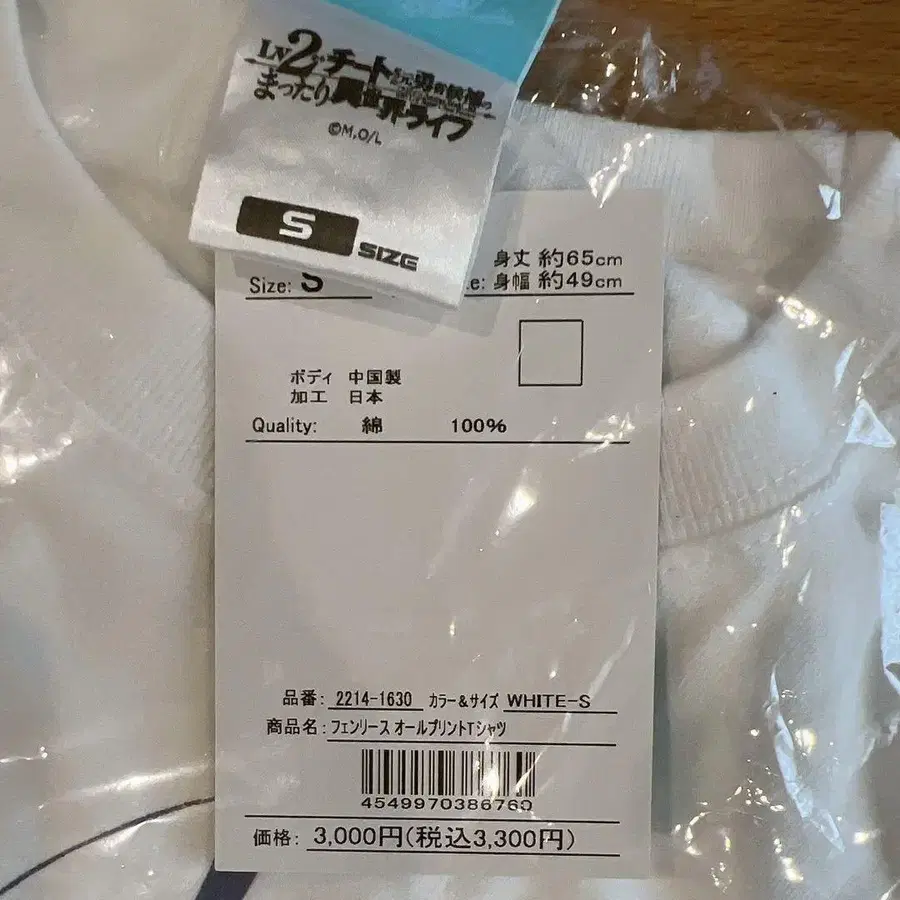 Lv2からチートだった元勇者候補の
まったり異世界ライフ
©M,O/L
S SIZE
身丈 約65cm
Size: S e: 身幅 約49cm
ボディ 中国製
加工 日本
Quality: 綿 100%
品番: 2214-1630 カラー&サイズ WHITE-S
商品名: フェンリース オールプリントTシャツ
4549970386760
価格: 3,000円(税込3,300円)